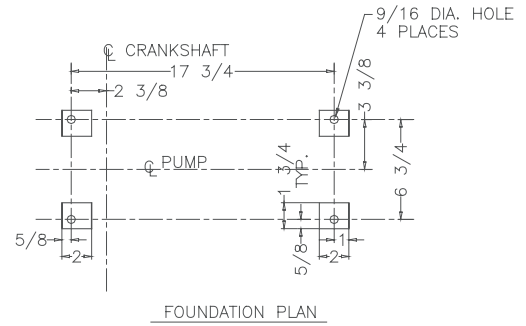 9/16 DIA. HOLE
4 PLACES
℄ CRANKSHAFT
17 3/4
2 3/8
3 3/8
℄ PUMP
1 3/4
TYP.
6 3/4
5/8
2
5/8
1
2
FOUNDATION PLAN